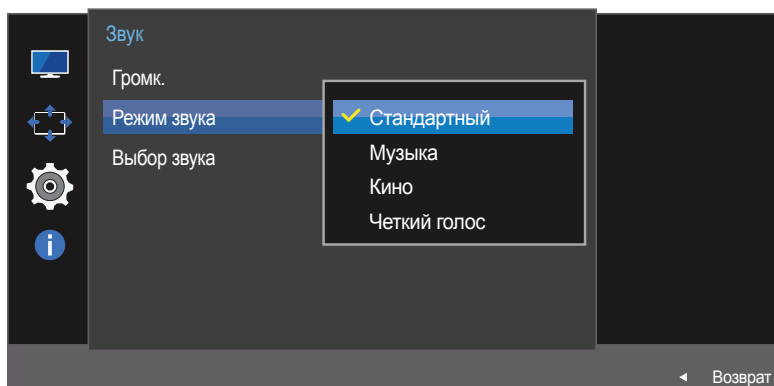 Звук
Громк.
Режим звука
Выбор звука
Стандартный
Музыка
Кино
Четкий голос
Возврат